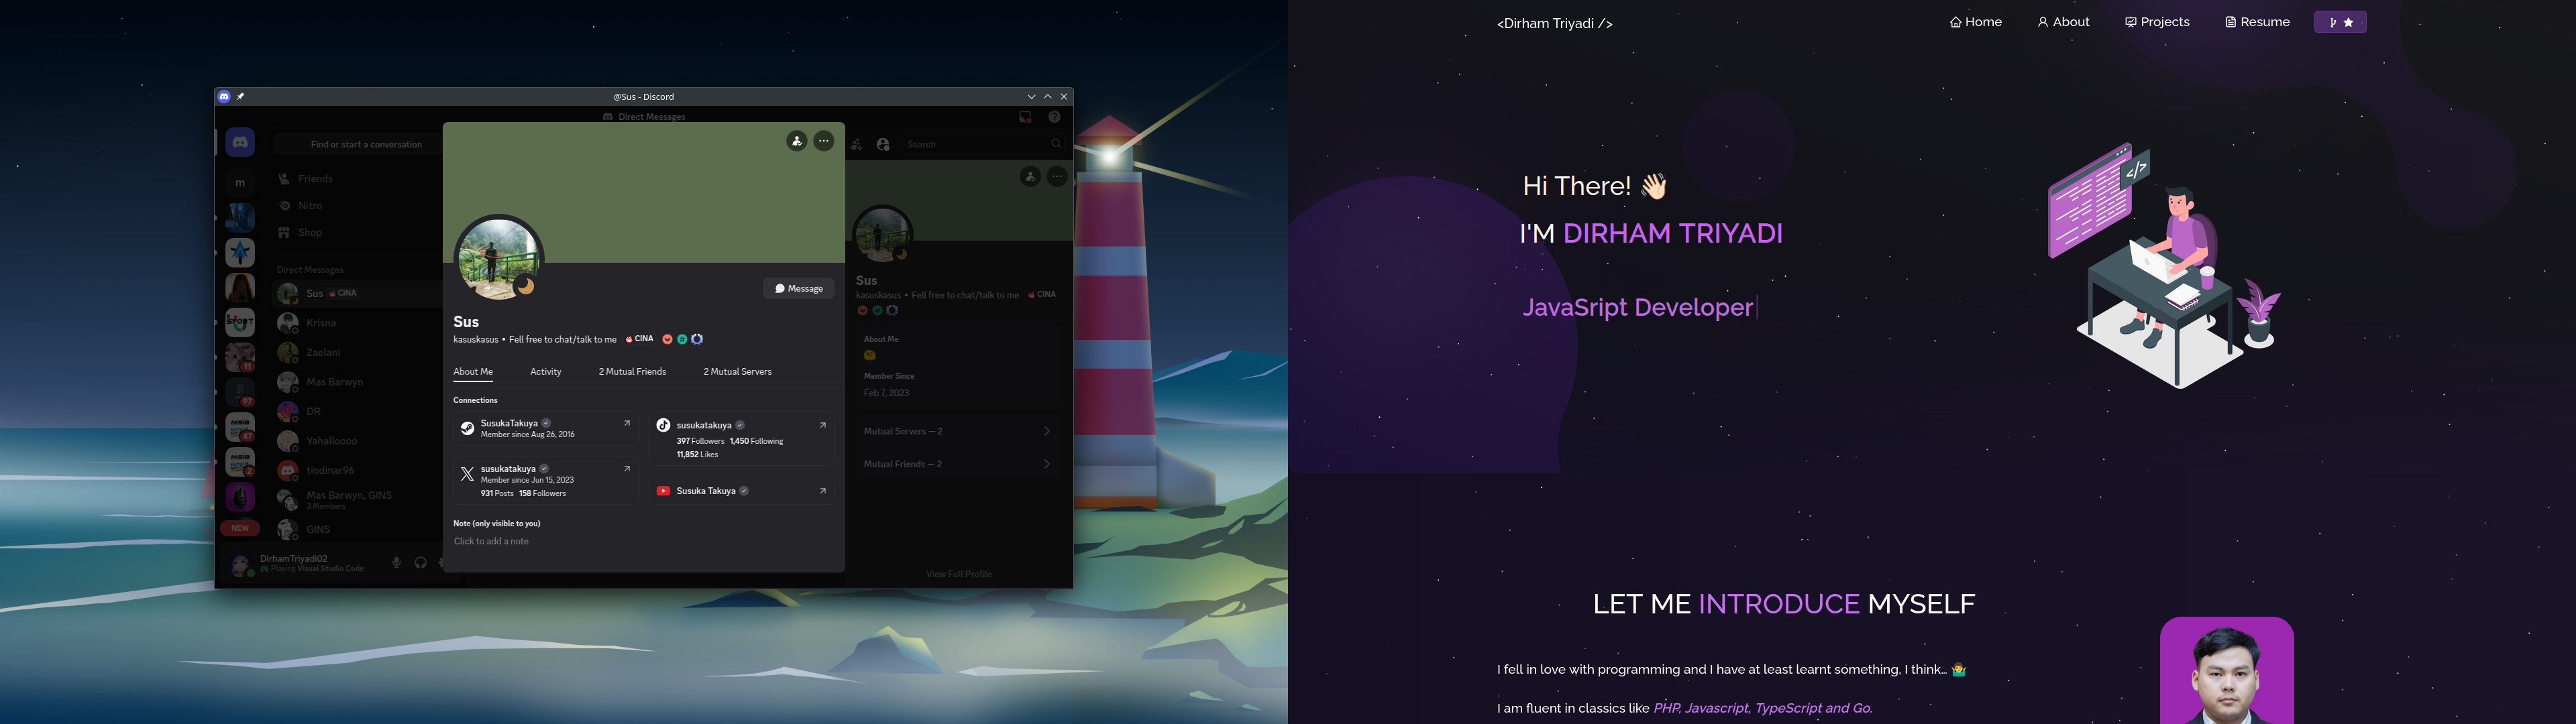 @Sus - Discord
Direct Messages
Find or start a conversation
Search
m
Friends
Nitro
Shop
Direct Messages
Sus CINA
Krisna
Zaelani
Mas Barwyn
11
DR
97
Yahalloooo
47
tiodinar96
2
Mas Barwyn, GINS
3 Members
NEW
GINS
DirhamTriyadi02
Playing Visual Studio Code
Message
Sus
kasuskasus • Fell free to chat/talk to me CINA
About Me Activity 2 Mutual Friends 2 Mutual Servers
Connections
SusukaTakuya
Member since Aug 26, 2016
susukatakuya
397 Followers 1,450 Following
11,852 Likes
susukatakuya
Member since Jun 15, 2023
931 Posts 158 Followers
Susuka Takuya
Note (only visible to you)
Click to add a note
Sus
kasuskasus • Fell free to chat/talk to me CINA
About Me
Member Since
Feb 7, 2023
Mutual Servers — 2
Mutual Friends — 2
View Full Profile
<Dirham Triyadi />
Home About Projects Resume
Hi There! 👋🏻
I'M DIRHAM TRIYADI
JavaSript Developer
</>
LET ME INTRODUCE MYSELF
I fell in love with programming and I have at least learnt something, I think… 🤷‍♂️
I am fluent in classics like PHP, Javascript, TypeScript and Go.